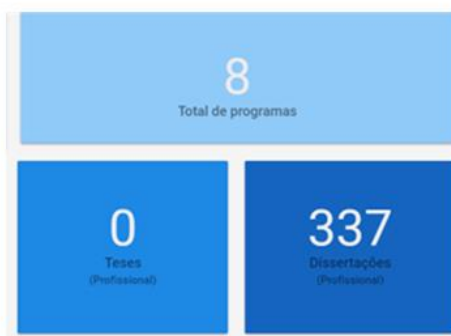 8
Total de programas
0
Teses
(Profissional)
337
Dissertações
(Profissional)